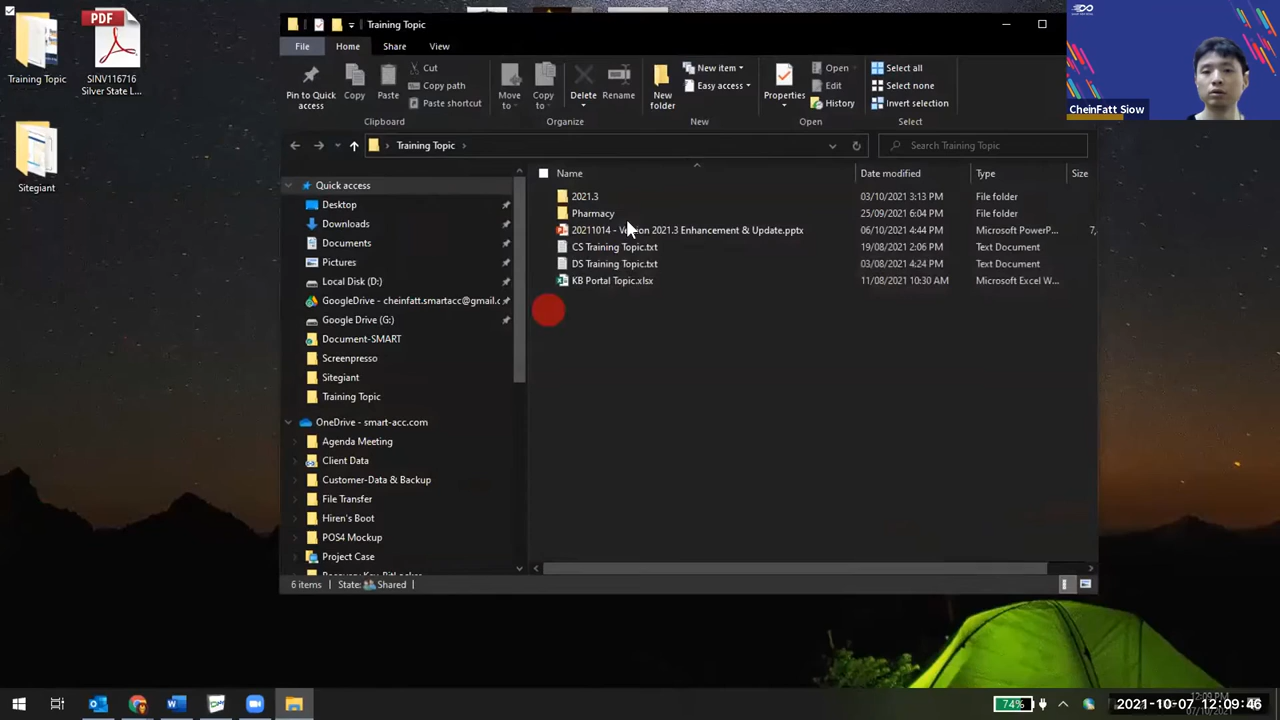 Training Topic
File
Home
Share
View
Pin to Quick access
Copy
Paste
Cut
Copy path
Paste shortcut
Clipboard
Move to
Copy to
Delete
Rename
Organize
New folder
New item
Easy access
New
Properties
Open
Edit
History
Open
Select all
Select none
Invert selection
Select
CheinFatt Siow
Training Topic
Search Training Topic
Quick access
Desktop
Downloads
Documents
Pictures
Local Disk (D:)
GoogleDrive - cheinfatt.smartacc@gmail.c
Google Drive (G:)
Document-SMART
Screenpresso
Sitegiant
Training Topic
OneDrive - smart-acc.com
Agenda Meeting
Client Data
Customer-Data & Backup
File Transfer
Hiren's Boot
POS4 Mockup
Project Case
Name Date modified Type Size
2021.3 03/10/2021 3:13 PM File folder
Pharmacy 25/09/2021 6:04 PM File folder
20211014 - 2021.3 Enhancement & Update.pptx 06/10/2021 4:44 PM Microsoft PowerP... 7,
CS Training Topic.txt 19/08/2021 2:06 PM Text Document
DS Training Topic.txt 03/08/2021 4:24 PM Text Document
KB Portal Topic.xlsx 11/08/2021 10:30 AM Microsoft Excel W...
6 items State: Shared
PDF
Training Topic
SINV116716 Silver State L...
Sitegiant
74%
2021-10-07 12:09:46